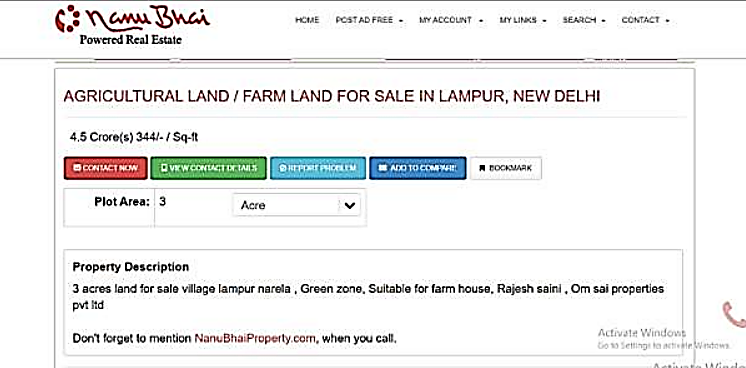 Nanu Bhai
Powered Real Estate
HOME POST AD FREE MY ACCOUNT MY LINKS SEARCH CONTACT
AGRICULTURAL LAND / FARM LAND FOR SALE IN LAMPUR, NEW DELHI
4.5 Crore(s) 344/- / Sq-ft
CONTACT NOW VIEW CONTACT DETAILS REPORT PROBLEM ADD TO COMPARE BOOKMARK
Plot Area: 3 Acre
Property Description
3 acres land for sale village lampur narela , Green zone, Suitable for farm house, Rajesh saini , Om sai properties
pvt ltd
Don't forget to mention NanuBhaiProperty.com, when you call.
Activate Windows
Go to Settings to activate Windows.
Activate Windo